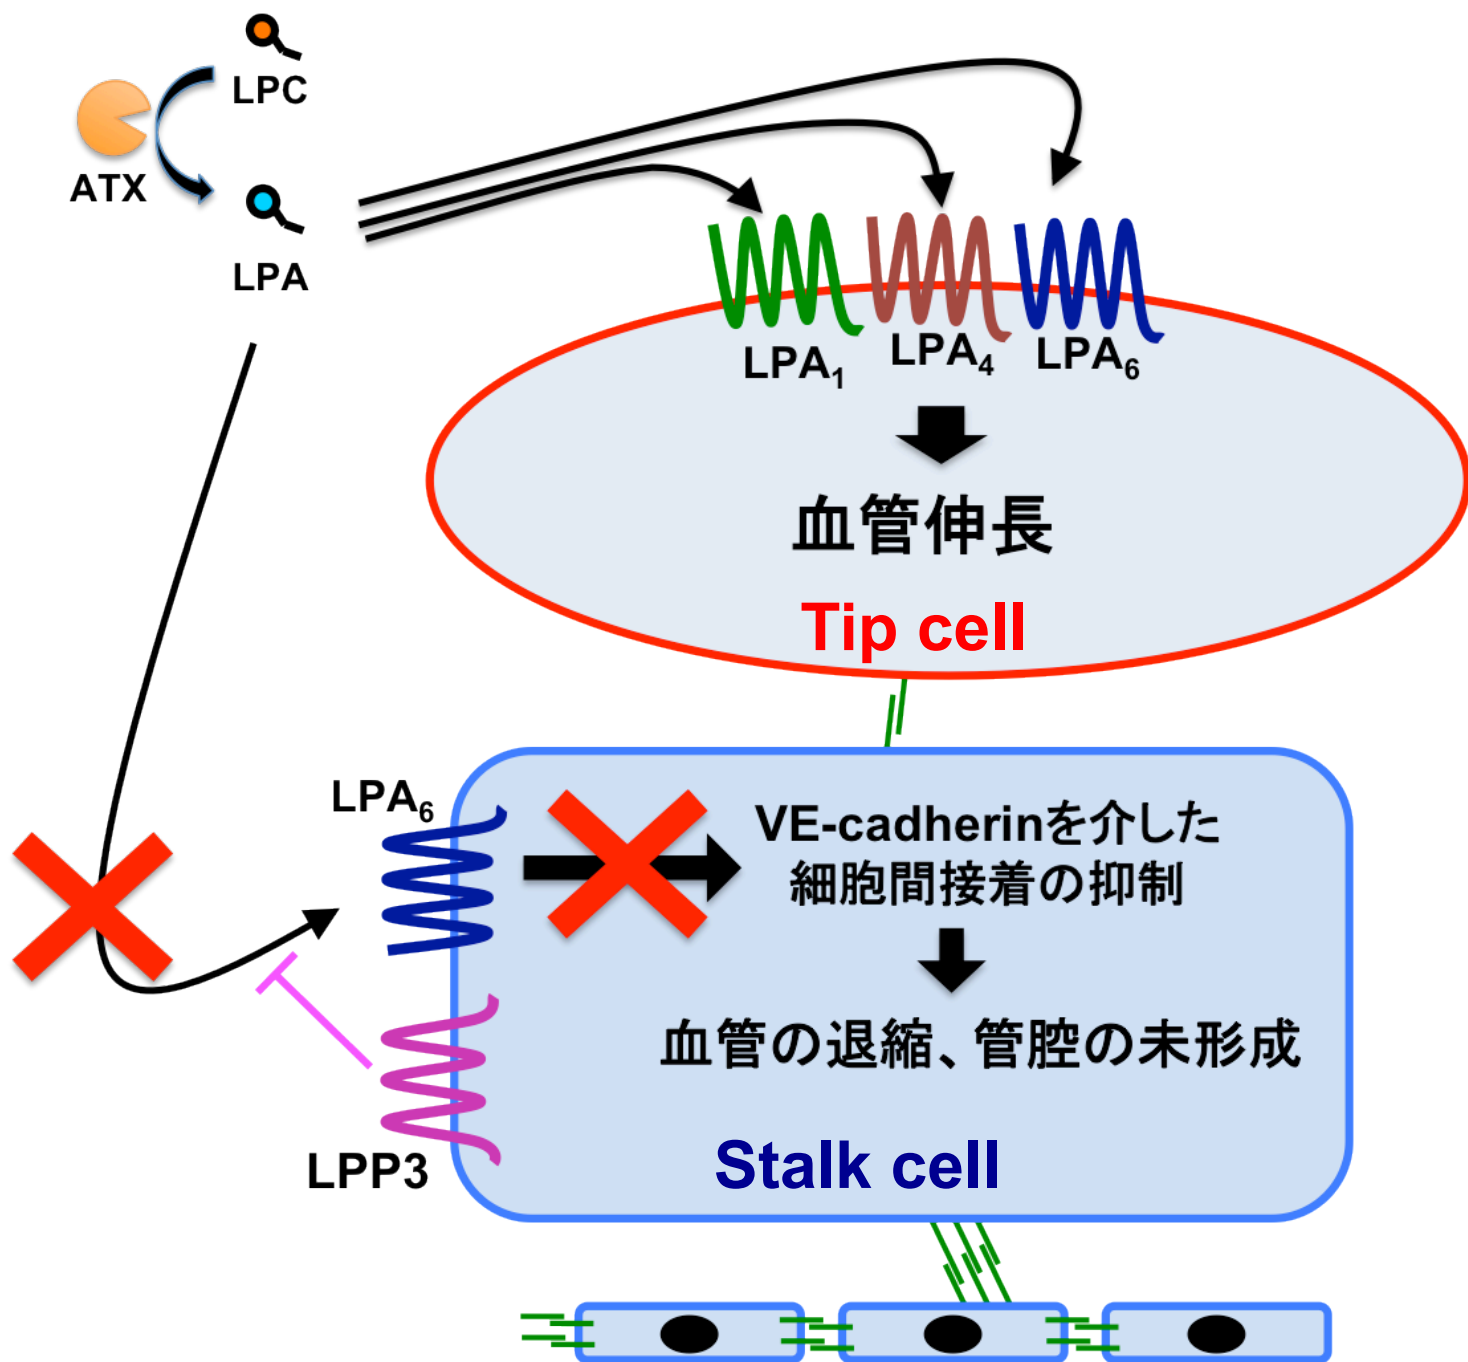 LPC
ATX
LPA
LPA₁
LPA₄
LPA₆
血管伸長
Tip cell
LPA₆
VE-cadherinを介した
細胞間接着の抑制
血管の退縮、管腔の未形成
LPP3
Stalk cell